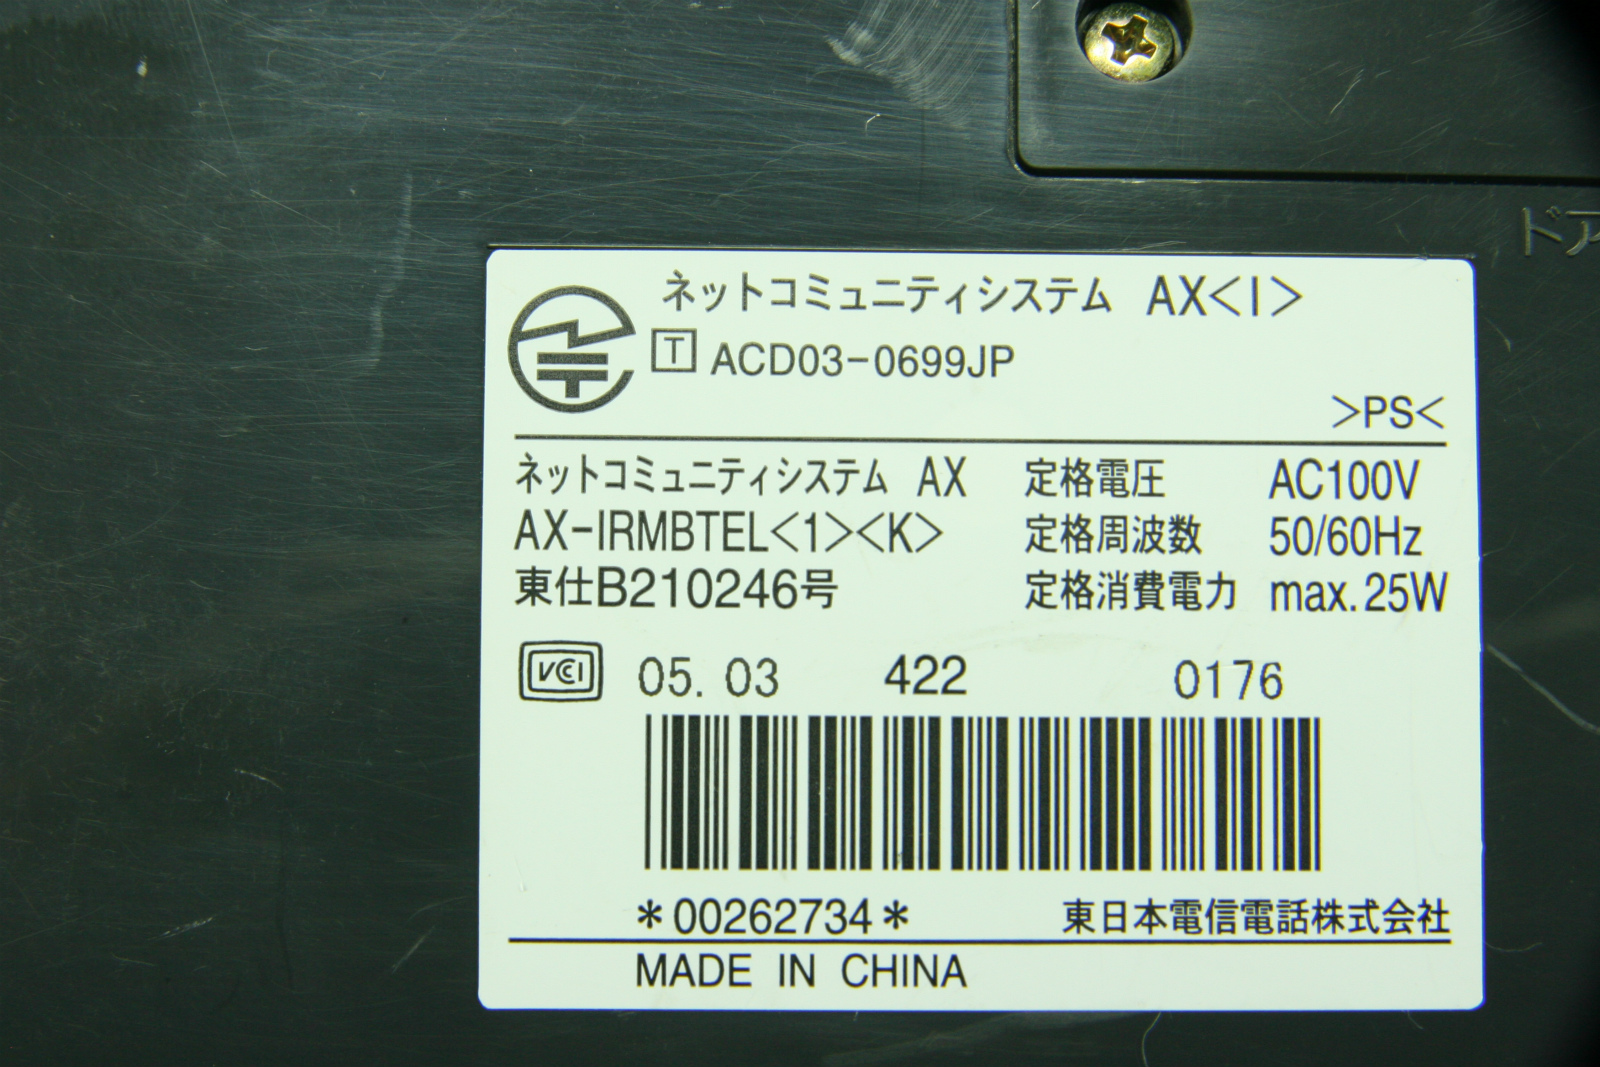 ドア
ネットコミュニティシステム AX<I>
T ACD03-0699JP
>PS<
ネットコミュニティシステム AX 定格電圧 AC100V
AX-IRMBTEL<1><K> 定格周波数 50/60Hz
東仕B210246号 定格消費電力 max.25W
VCCI 05. 03 422 0176
*00262734* 東日本電信電話株式会社
MADE IN CHINA